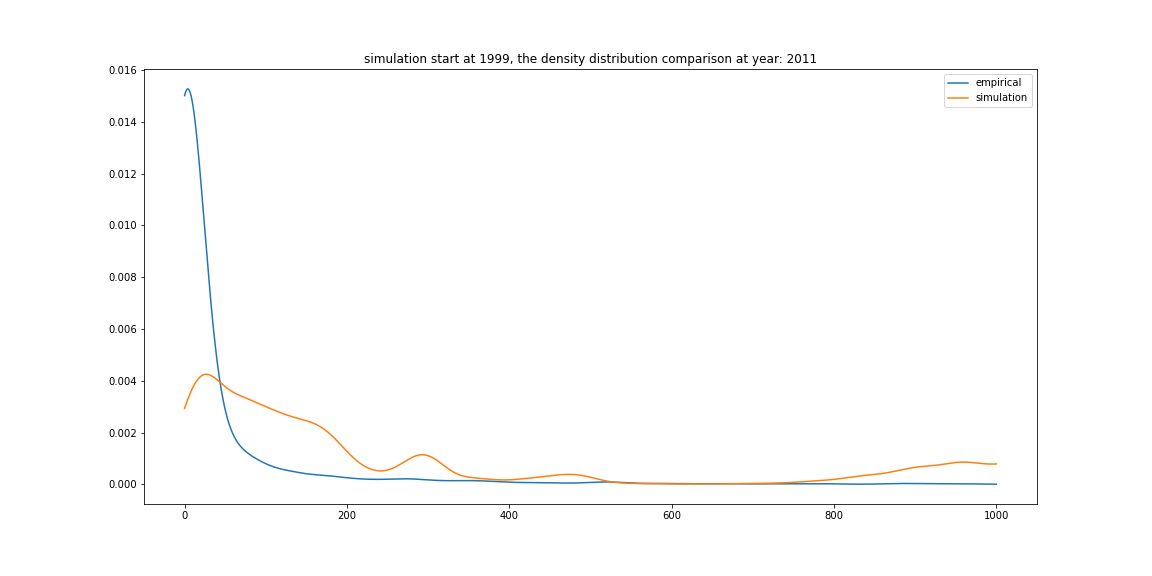 simulation start at 1999, the density distribution comparison at year: 2011
empirical
simulation
0.016
0.014
0.012
0.010
0.008
0.006
0.004
0.002
0.000
0 200 400 600 800 1000